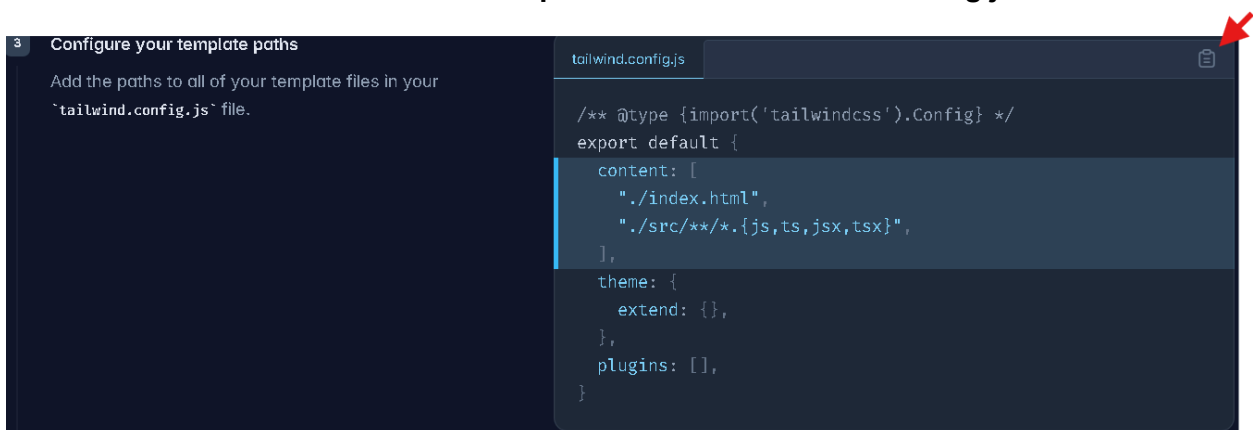 3
Configure your template paths
Add the paths to all of your template files in your
`tailwind.config.js` file.
tailwind.config.js
/** @type {import('tailwindcss').Config} */
export default {
  content: [
    "./index.html",
    "./src/**/*.{js,ts,jsx,tsx}",
  ],
  theme: {
    extend: {},
  },
  plugins: [],
}